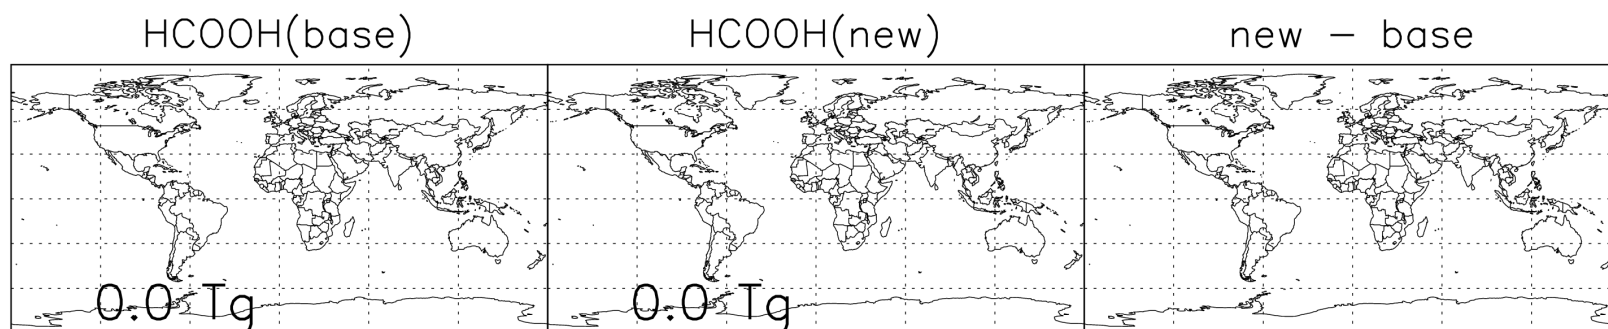 HCOOH(base)
HCOOH(new)
new − base
0.0 Tg
0.0 Tg